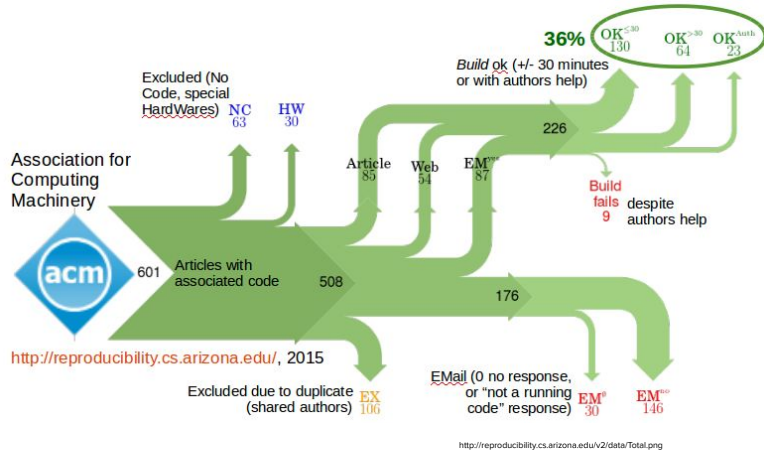 36%
OK≤30
130
OK>30
64
OKAuth
23
Build ok (+/- 30 minutes
or with authors help)
Excluded (No
Code, special
HardWares)
NC
63
HW
30
226
Article
85
Web
54
EMyes
87
Build
fails
9
despite
authors help
Association for
Computing
Machinery
acm
601
Articles with
associated code
508
176
http://reproducibility.cs.arizona.edu/, 2015
Excluded due to duplicate
(shared authors)
EX
106
EMail (0 no response,
or “not a running
code” response)
EMø
30
EMno
146
http://reproducibility.cs.arizona.edu/v2/data/Total.png